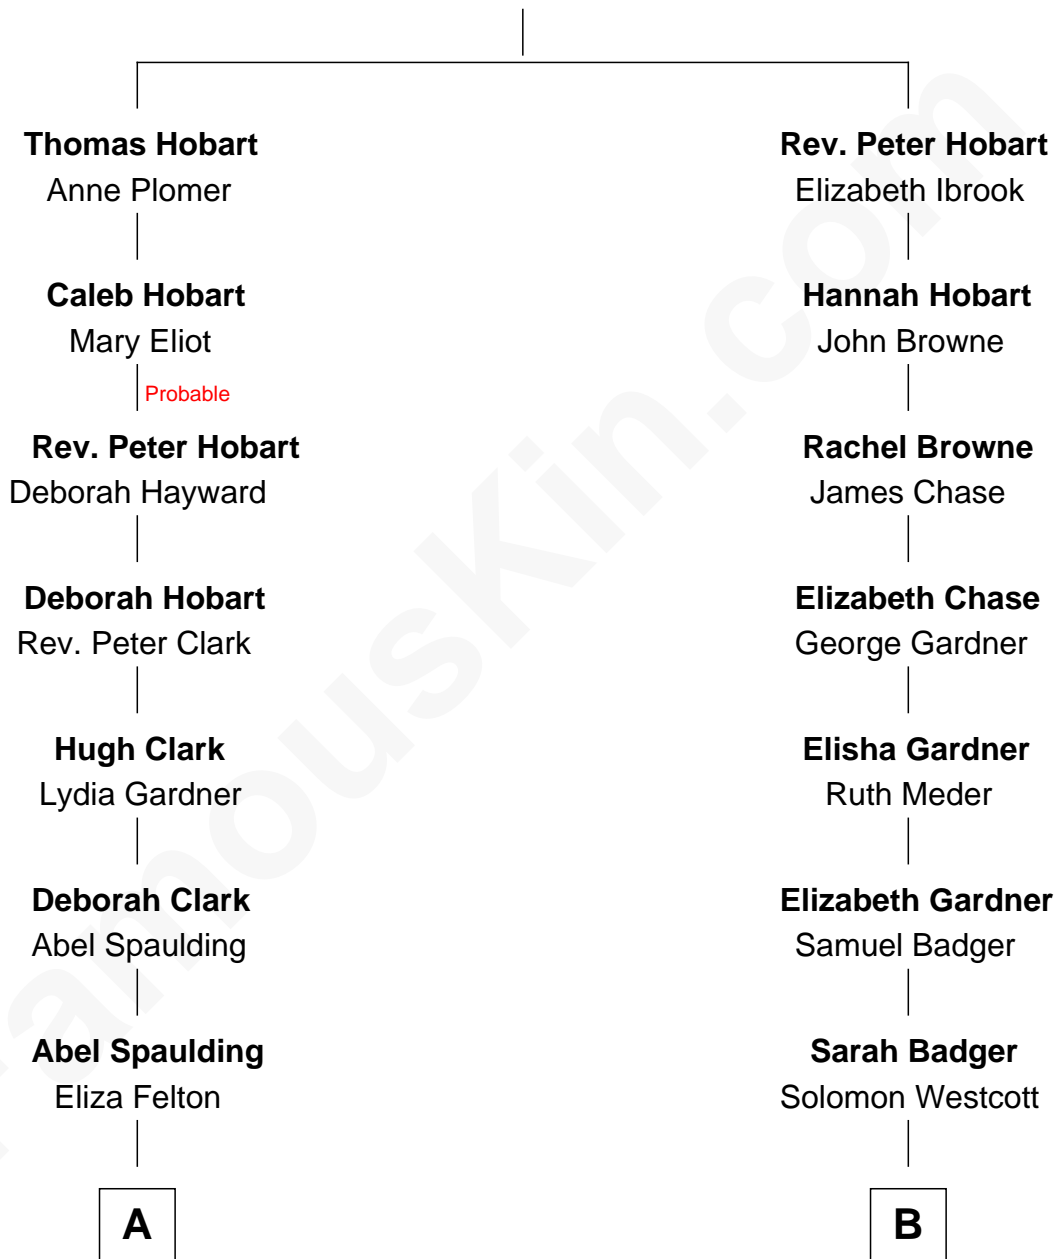 Thomas Hobart
Anne Plomer
Caleb Hobart
Mary Eliot
Probable
Rev. Peter Hobart
Deborah Hayward
Deborah Hobart
Rev. Peter Clark
Hugh Clark
Lydia Gardner
Deborah Clark
Abel Spaulding
Abel Spaulding
Eliza Felton
A
Rev. Peter Hobart
Elizabeth Ibrook
Hannah Hobart
John Browne
Rachel Browne
James Chase
Elizabeth Chase
George Gardner
Elisha Gardner
Ruth Meder
Elizabeth Gardner
Samuel Badger
Sarah Badger
Solomon Westcott
B
FamousKin.com